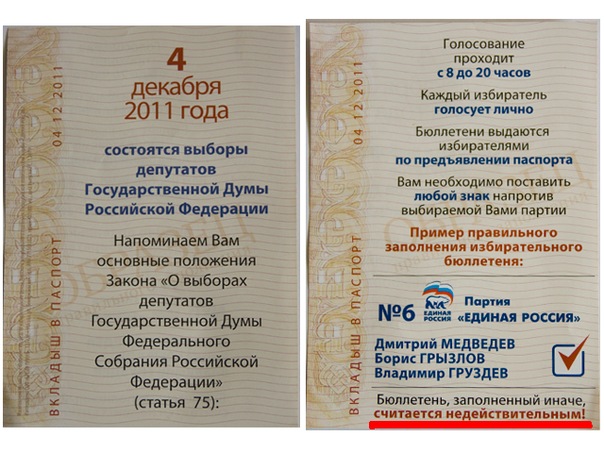 4
декабря
2011 года
состоятся выборы
депутатов
Государственной Думы
Российской Федерации
Напоминаем Вам
основные положения
Закона «О выборах
депутатов
Государственной Думы
Федерального
Собрания Российской
Федерации»
(статья 75):
ВКЛАДЫШ В ПАСПОРТ
04 12 2011
ОБРАЗЕЦ
Голосование
проходит
с 8 до 20 часов
Каждый избиратель
голосует лично
Бюллетени выдаются
избирателями
по предъявлении паспорта
Вам необходимо поставить
любой знак напротив
выбираемой Вами партии
Пример правильного
заполнения избирательного
бюллетеня:
№6
ЕДИНАЯ
РОССИЯ
Партия
«ЕДИНАЯ РОССИЯ»
Дмитрий МЕДВЕДЕВ
Борис ГРЫЗЛОВ
Владимир ГРУЗДЕВ
Бюллетень, заполненный иначе,
считается недействительным!
ВКЛАДЫШ В ПАСПОРТ
04 12 2011